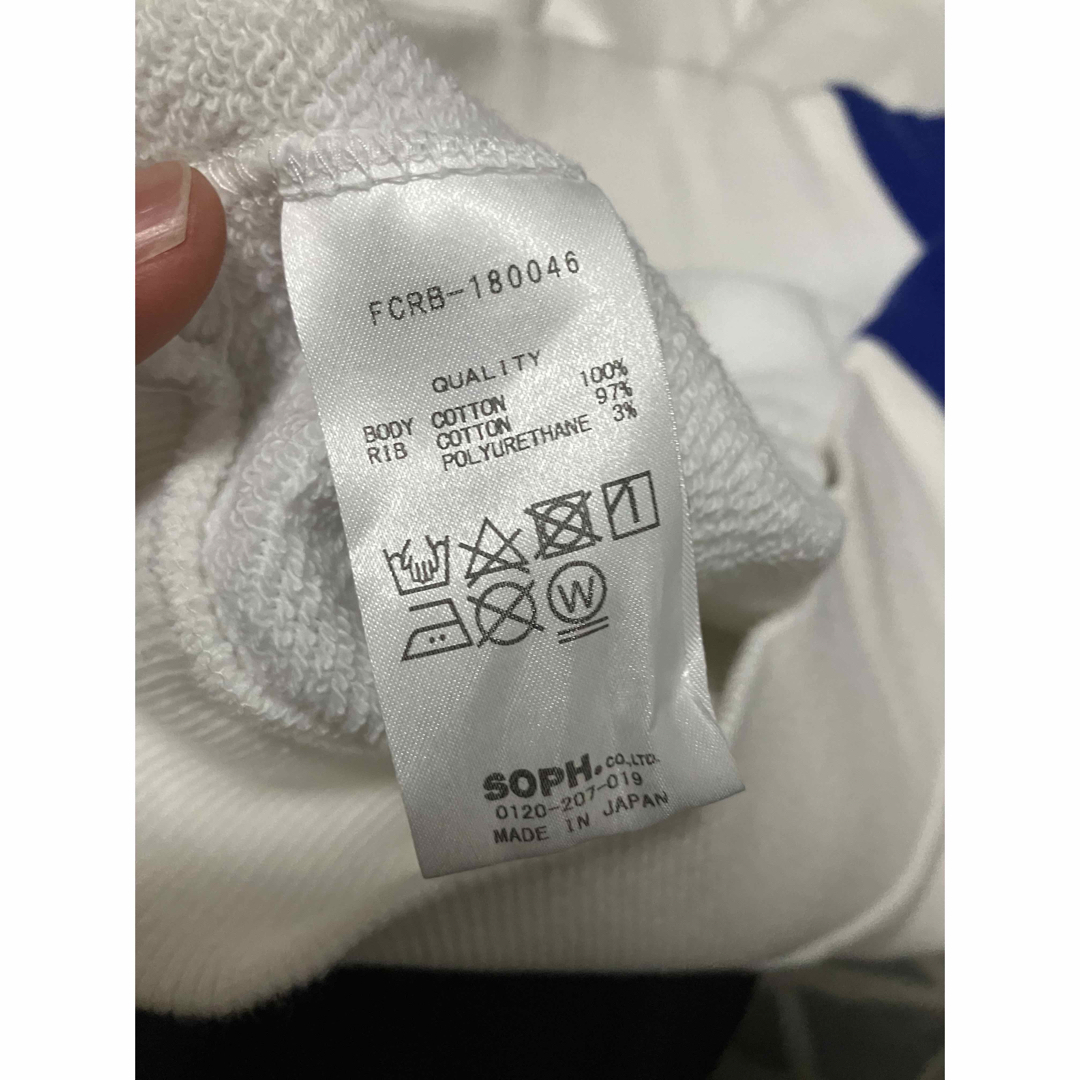 FCRB-180046
QUALITY
BODY COTTON 100%
RIB COTTON 97%
POLYURETHANE 3%
W
SOPH. CO.,LTD.
0120-207-019
MADE IN JAPAN